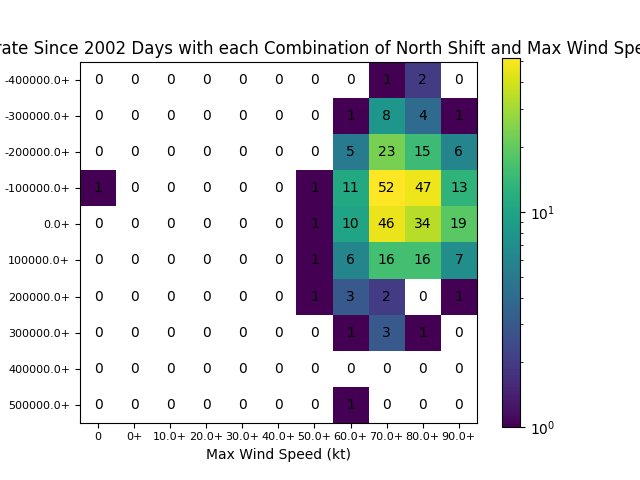 rate Since 2002 Days with each Combination of North Shift and Max Wind Spe
-400000.0+ 0 0 0 0 0 0 0 0 1 2 0
-300000.0+ 0 0 0 0 0 0 0 1 8 4 1
-200000.0+ 0 0 0 0 0 0 0 5 23 15 6
-100000.0+ 1 0 0 0 0 0 1 11 52 47 13
0.0+ 0 0 0 0 0 0 1 10 46 34 19
100000.0+ 0 0 0 0 0 0 1 6 16 16 7
200000.0+ 0 0 0 0 0 0 1 3 2 0 1
300000.0+ 0 0 0 0 0 0 0 1 3 1 0
400000.0+ 0 0 0 0 0 0 0 0 0 0 0
500000.0+ 0 0 0 0 0 0 0 1 0 0 0
0 0+ 10.0+ 20.0+ 30.0+ 40.0+ 50.0+ 60.0+ 70.0+ 80.0+ 90.0+
Max Wind Speed (kt)
10¹
10⁰